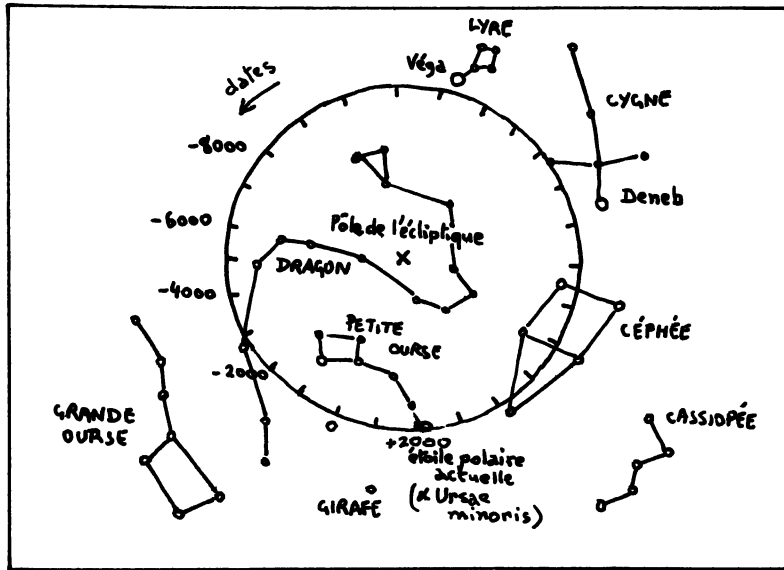 LYRE
Véga
dates
CYGNE
-8000
Deneb
-6000
Pôle de l'écliptique
×
DRAGON
-4000
CÉPHÉE
PETITE
OURSE
-2000
GRANDE
OURSE
CASSIOPÉE
+2000
étoile polaire
actuelle
(α Ursae
minoris)
GIRAFE